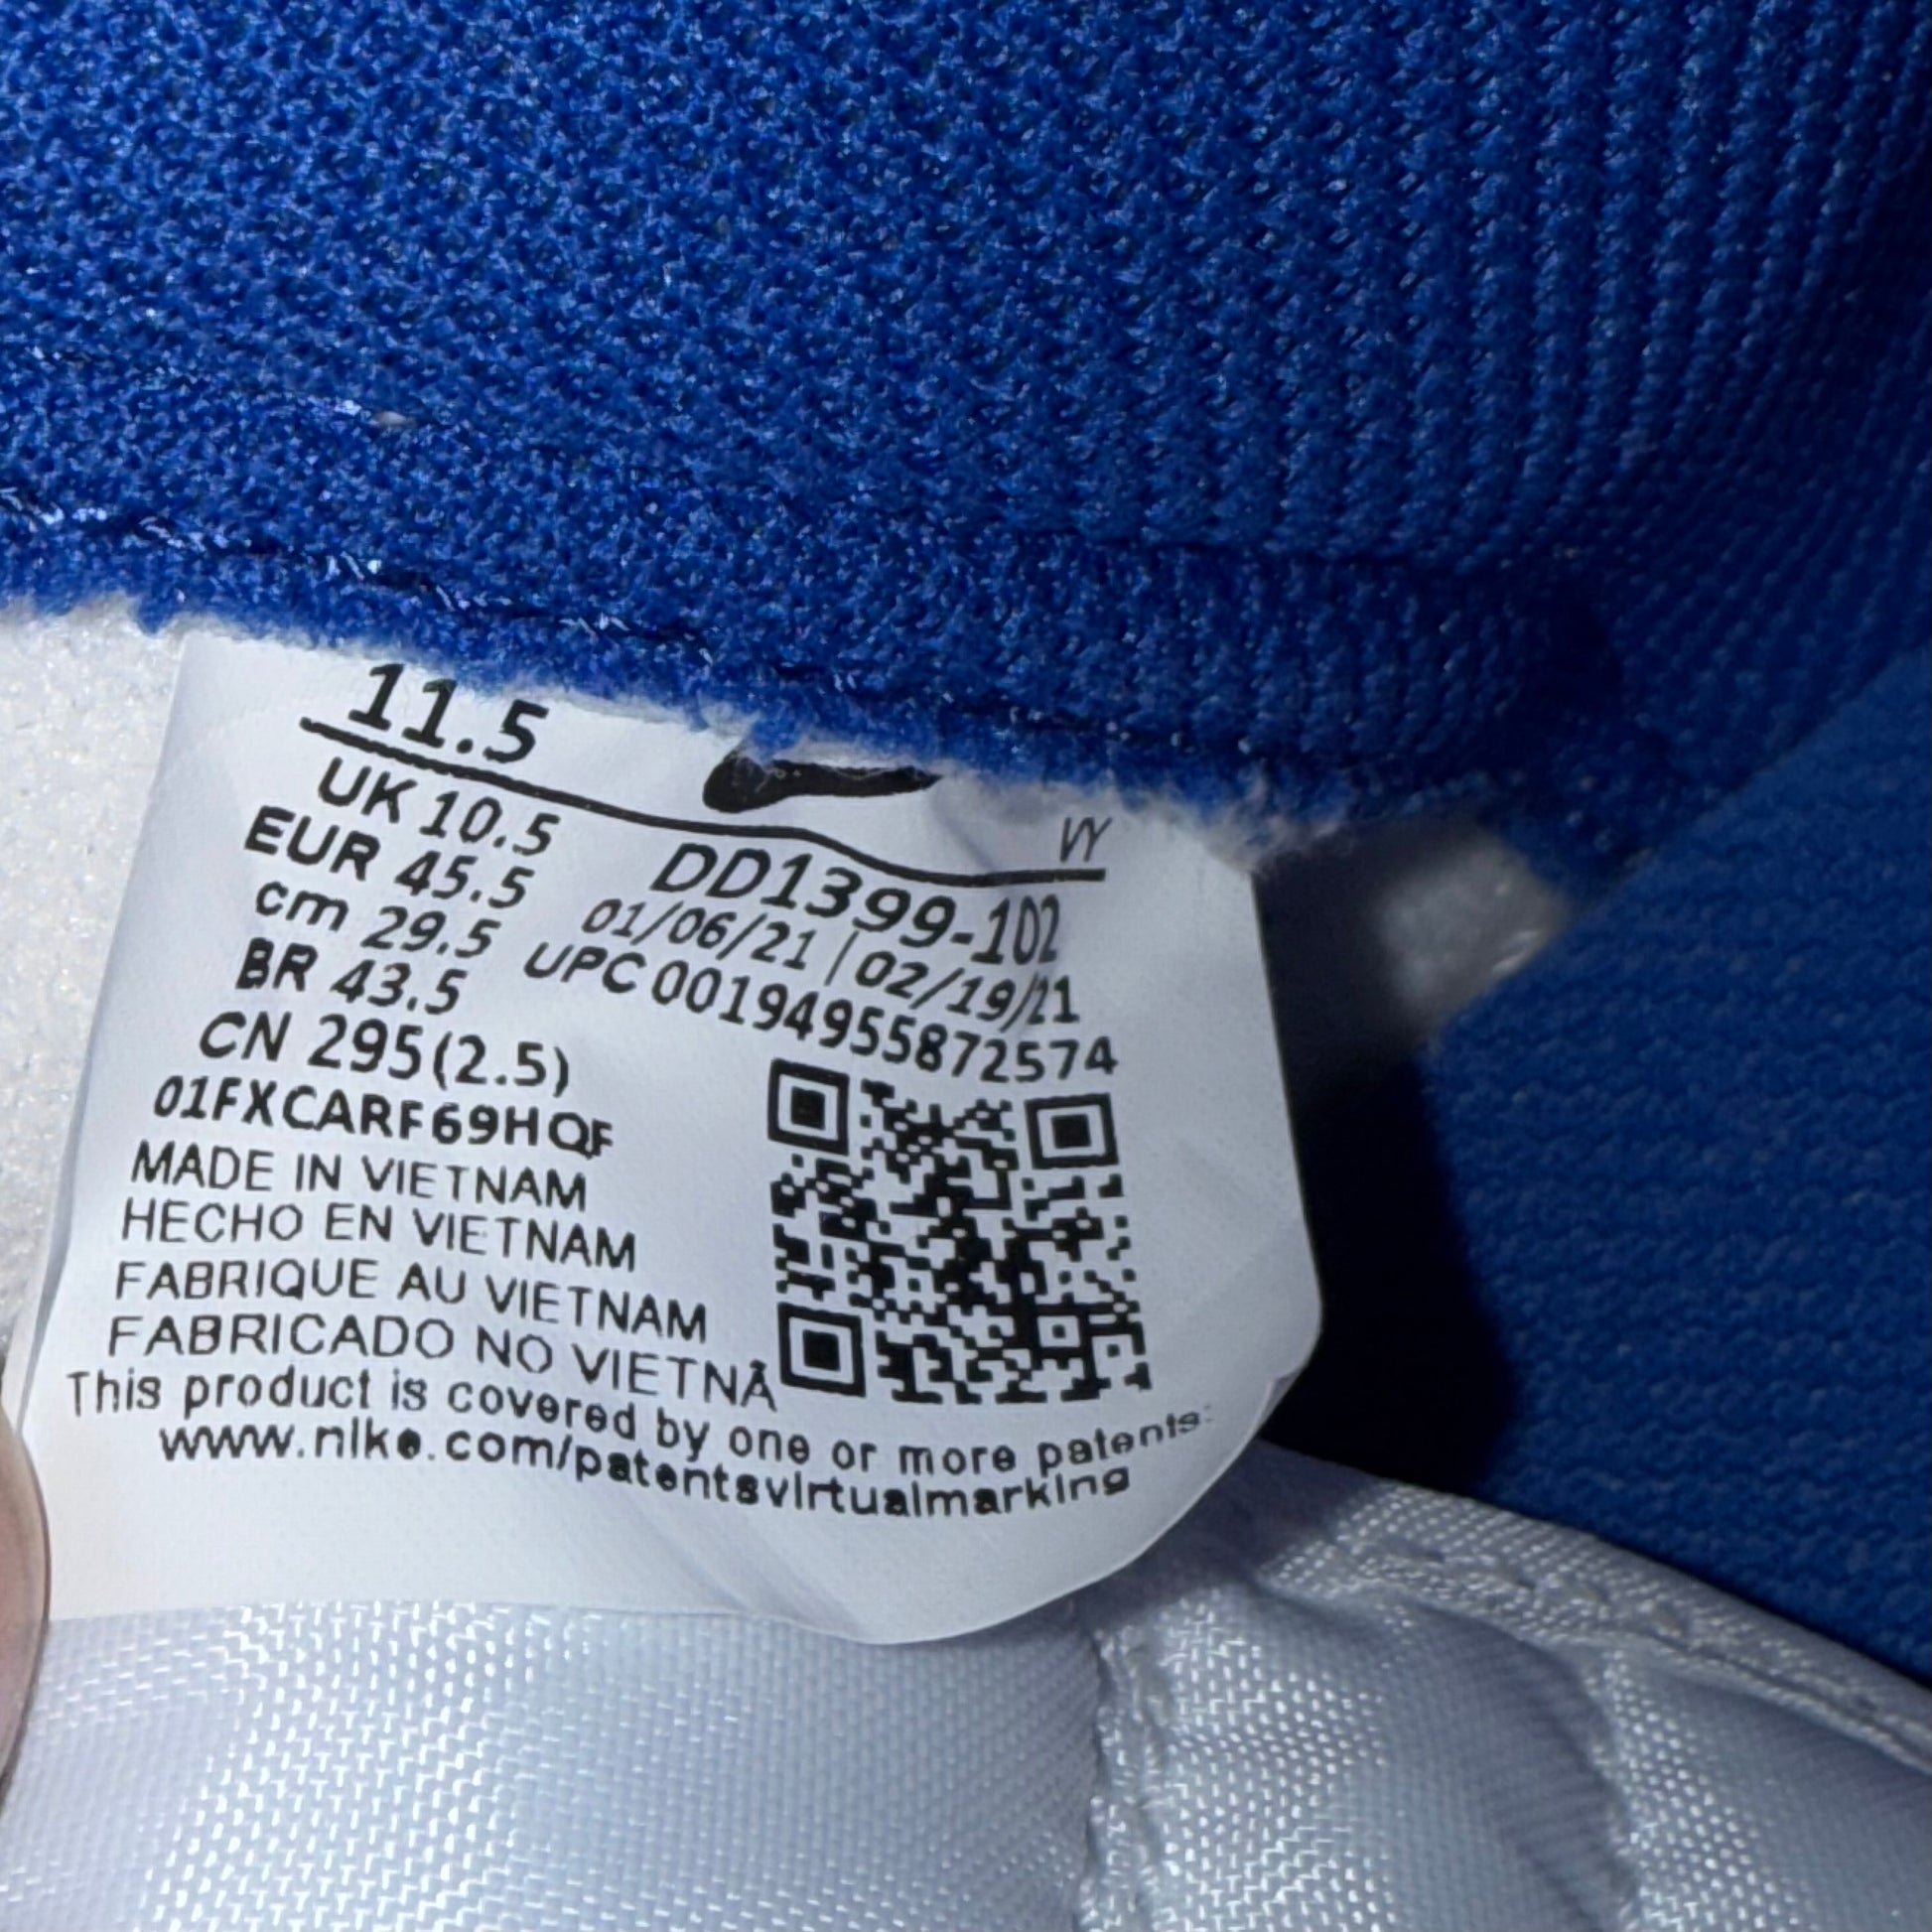 11.5
UK 10.5
EUR 45.5
cm 29.5
BR 43.5
CN 295(2.5)
VY
DD1399-102
01/06/21 | 02/19/21
UPC 00194955872574
01FXCARF69HQF
MADE IN VIETNAM
HECHO EN VIETNAM
FABRIQUE AU VIETNAM
FABRICADO NO VIETNÃ
This product is covered by one or more patents:
www.nike.com/patentsvirtualmarking